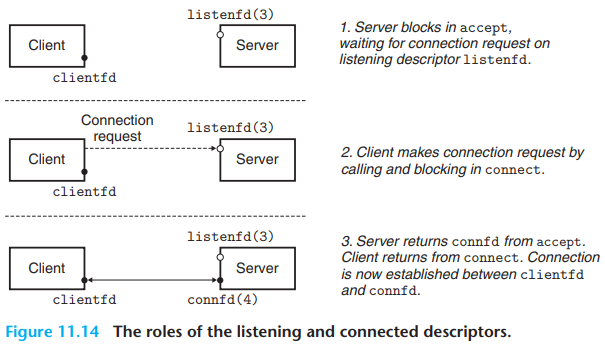 listenfd(3)
Client
Server
clientfd
1. Server blocks in accept,
waiting for connection request on
listening descriptor listenfd.
Connection
request
listenfd(3)
Client
Server
clientfd
2. Client makes connection request by
calling and blocking in connect.
listenfd(3)
Client
Server
clientfd
connfd(4)
3. Server returns connfd from accept.
Client returns from connect. Connection
is now established between clientfd
and connfd.
Figure 11.14 The roles of the listening and connected descriptors.